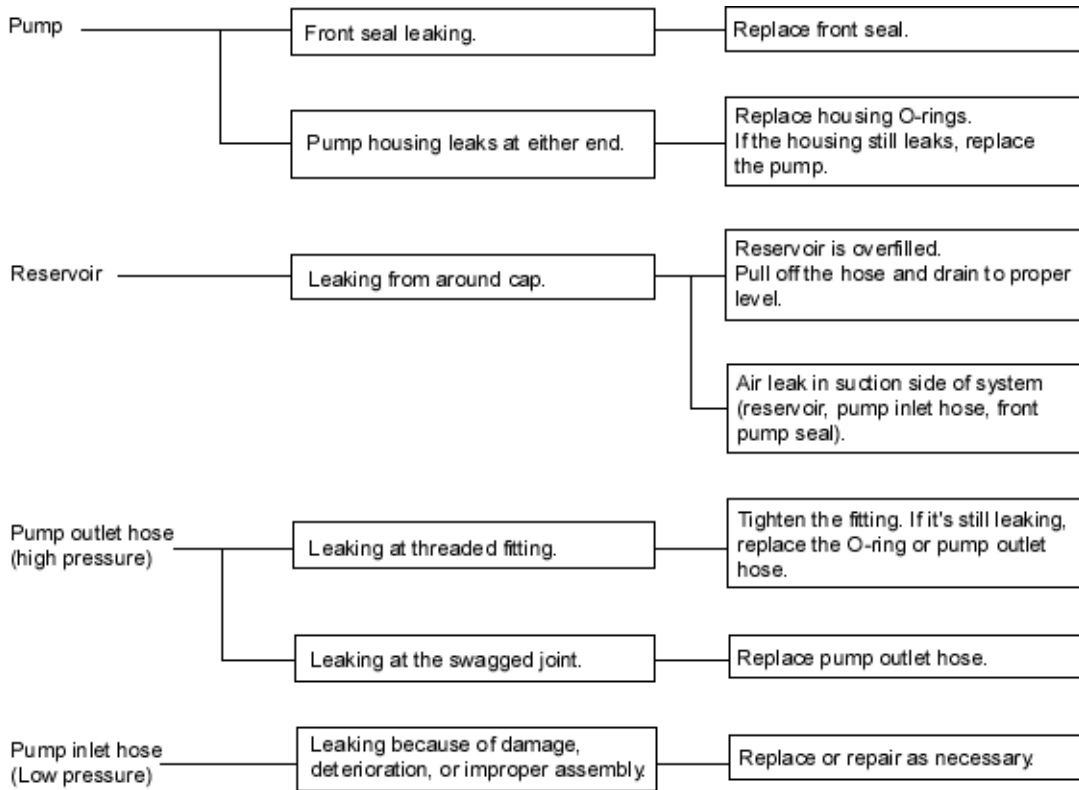 Pump
Front seal leaking.
Replace front seal.
Pump housing leaks at either end.
Replace housing O-rings.
If the housing still leaks, replace
the pump.
Reservoir
Leaking from around cap.
Reservoir is overfilled.
Pull off the hose and drain to proper
level.
Air leak in suction side of system
(reservoir, pump inlet hose, front
pump seal).
Pump outlet hose
(high pressure)
Leaking at threaded fitting.
Tighten the fitting. If it's still leaking,
replace the O-ring or pump outlet
hose.
Leaking at the swagged joint.
Replace pump outlet hose.
Pump inlet hose
(Low pressure)
Leaking because of damage,
deterioration, or improper assembly.
Replace or repair as necessary.